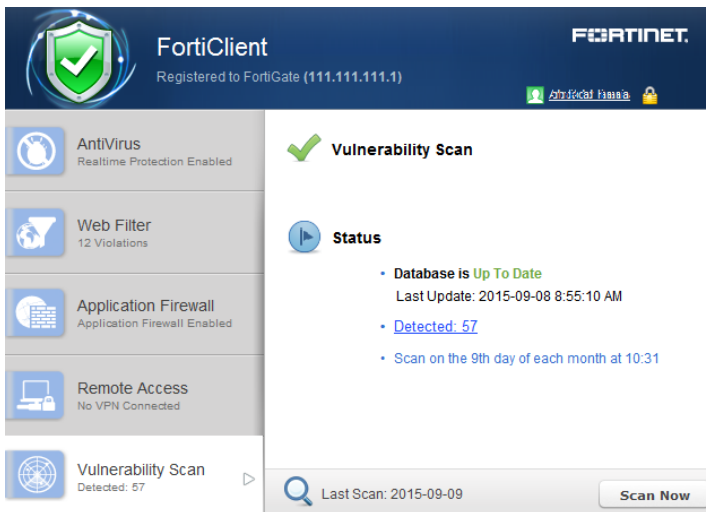 FortiClient
FORTINET.
Registered to FortiGate (111.111.111.1)
AntiVirus
Realtime Protection Enabled
Web Filter
12 Violations
Application Firewall
Application Firewall Enabled
Remote Access
No VPN Connected
Vulnerability Scan
Detected: 57
Vulnerability Scan
Status
Database is Up To Date
Last Update: 2015-09-08 8:55:10 AM
Detected: 57
Scan on the 9th day of each month at 10:31
Last Scan: 2015-09-09
Scan Now